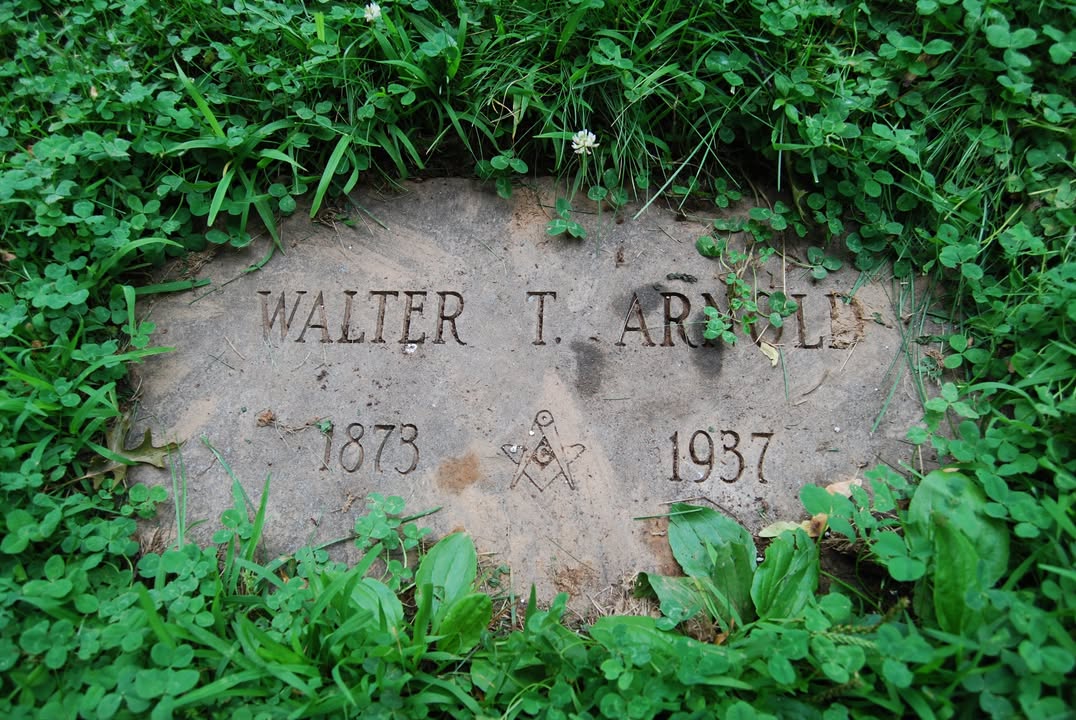 WALTER T. ARNOLD
1873 G 1937